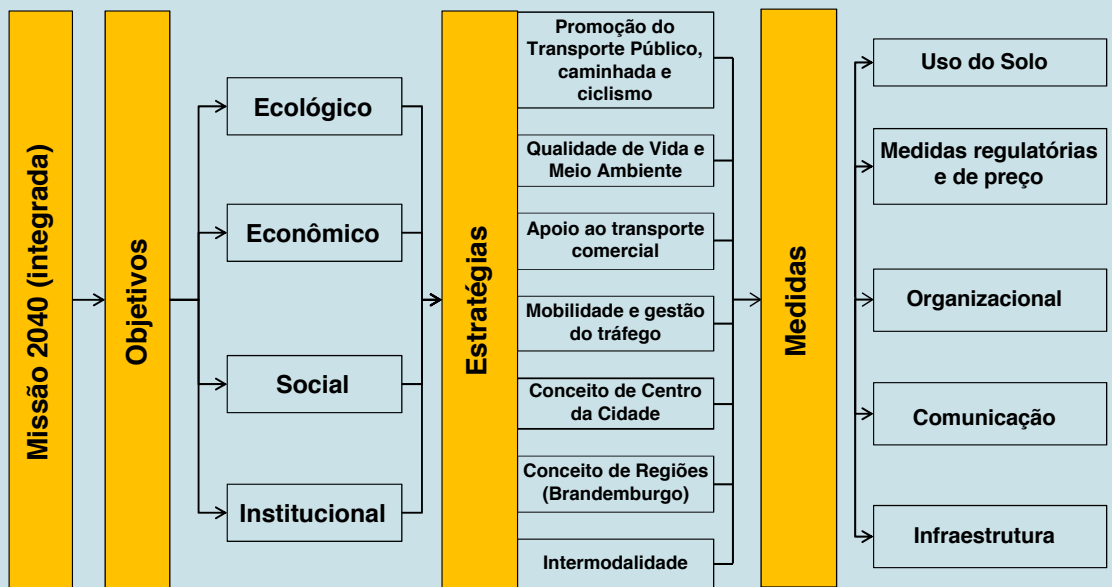 Missão 2040 (integrada)
Objetivos
Ecológico
Econômico
Social
Institucional
Estratégias
Promoção do
Transporte Público,
caminhada e
ciclismo
Qualidade de Vida e
Meio Ambiente
Apoio ao transporte
comercial
Mobilidade e gestão
do tráfego
Conceito de Centro
da Cidade
Conceito de Regiões
(Brandemburgo)
Intermodalidade
Medidas
Uso do Solo
Medidas regulatórias
e de preço
Organizacional
Comunicação
Infraestrutura